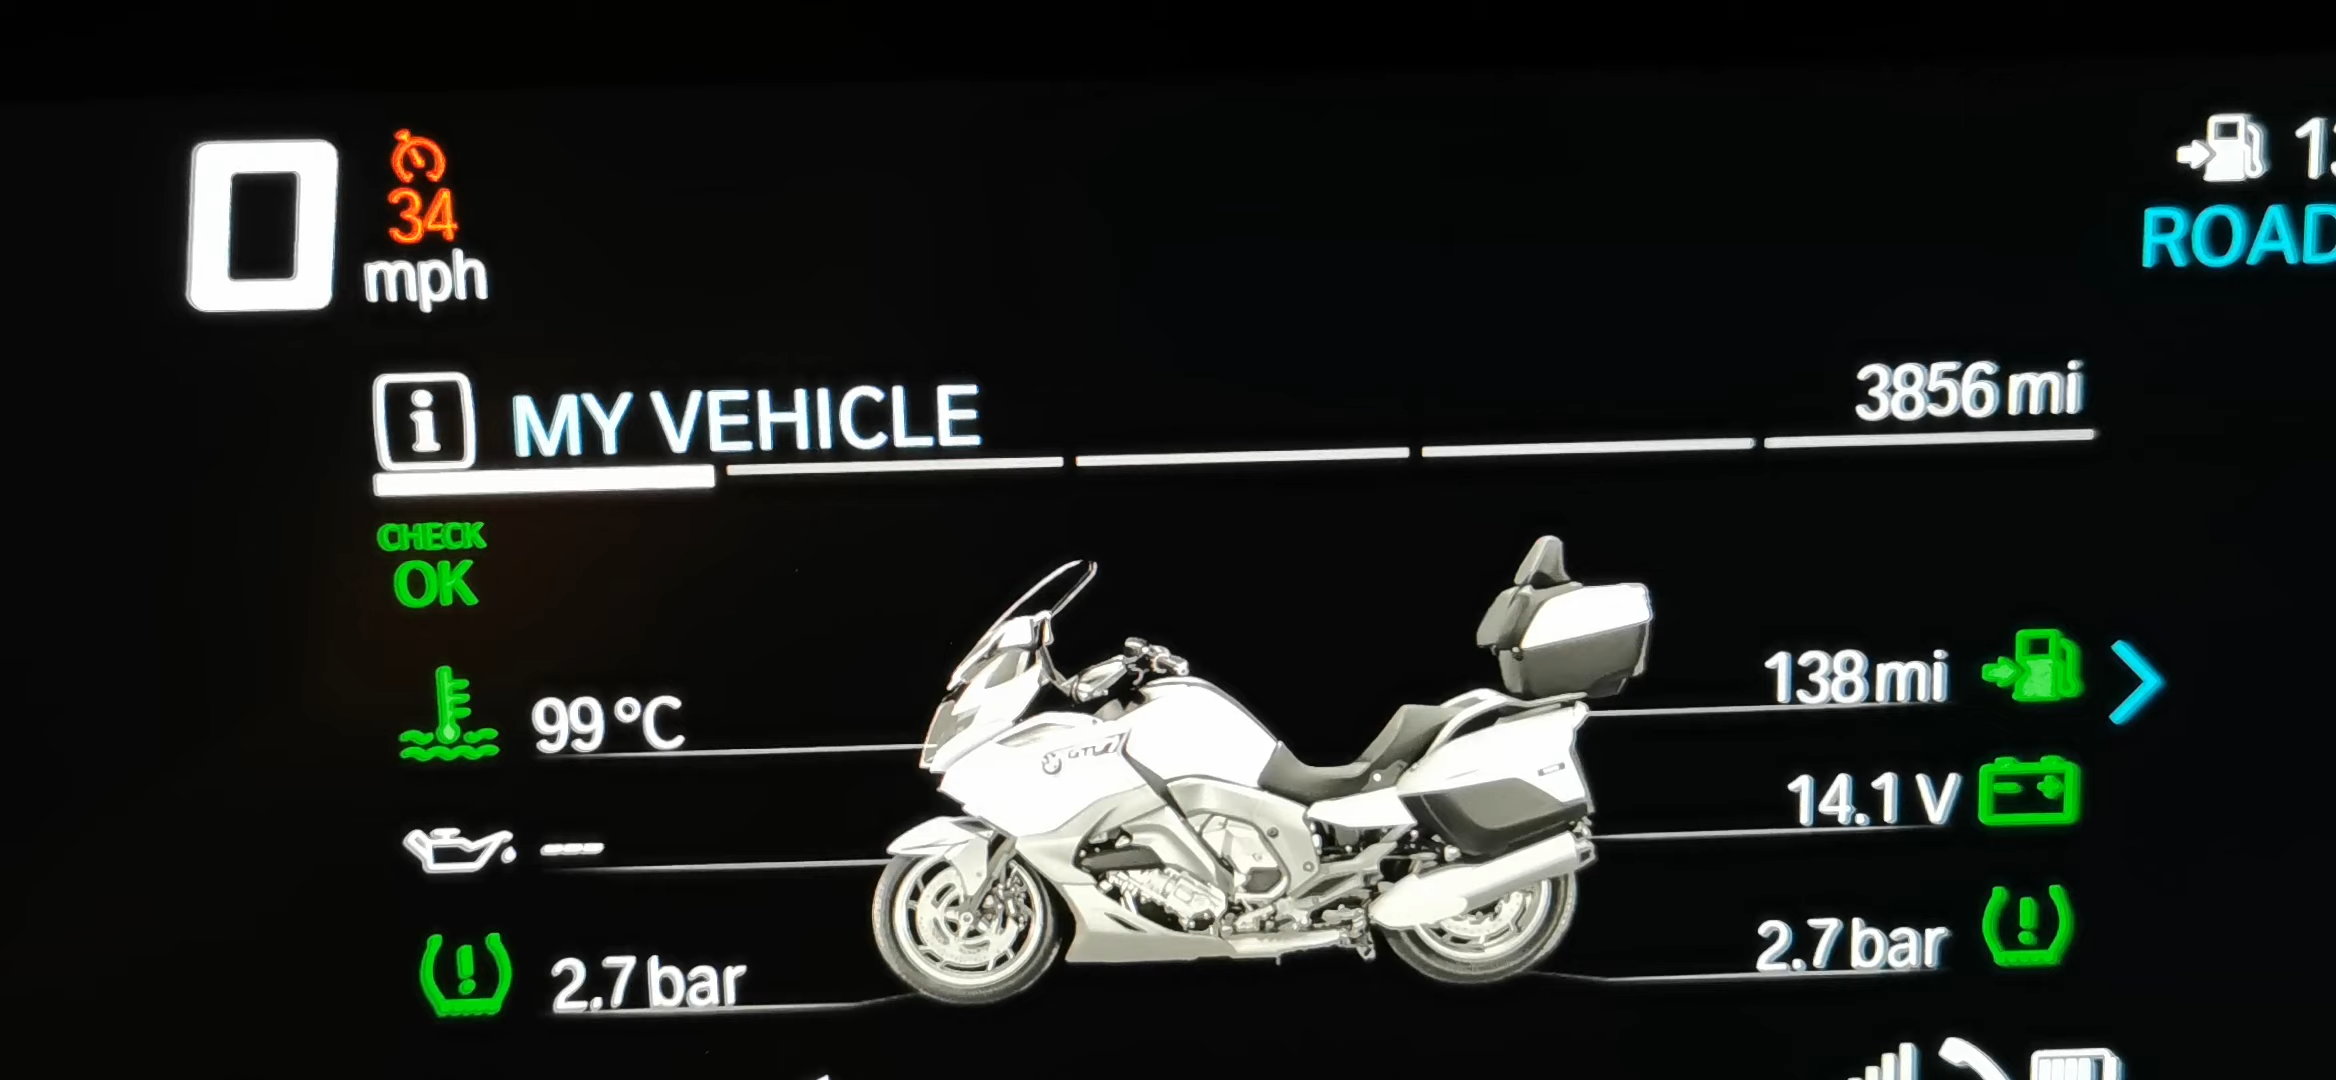 0
34
mph
ROAD
MY VEHICLE
3856 mi
CHECK
OK
99 °C
138 mi
GTL
14.1 V
---
2.7 bar
2.7 bar